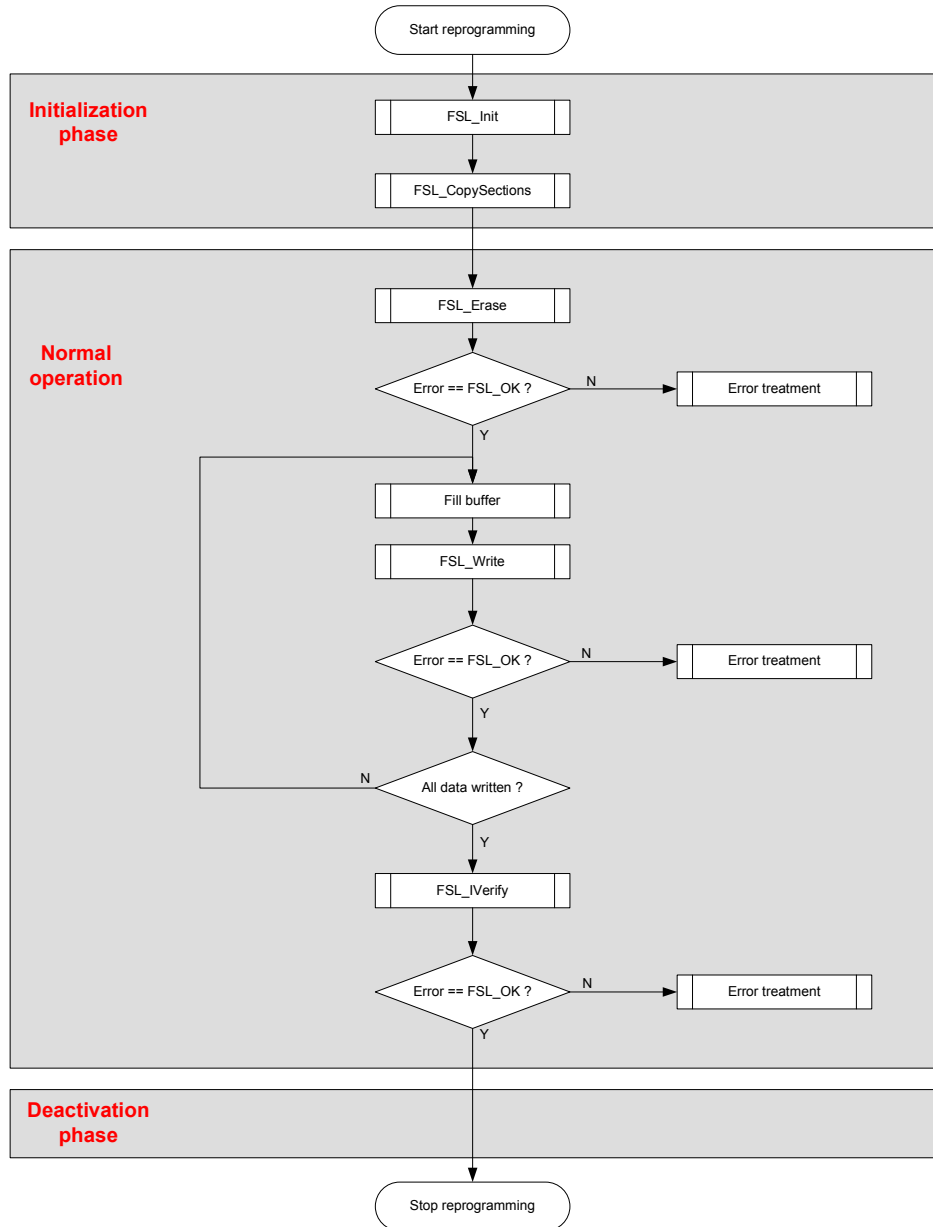 Start reprogramming
Initialization
phase
FSL_Init
FSL_CopySections
Normal
operation
FSL_Erase
Error == FSL_OK ?
N
Error treatment
Y
Fill buffer
FSL_Write
Error == FSL_OK ?
N
Error treatment
Y
All data written ?
N
Y
FSL_IVerify
Error == FSL_OK ?
N
Error treatment
Y
Deactivation
phase
Stop reprogramming